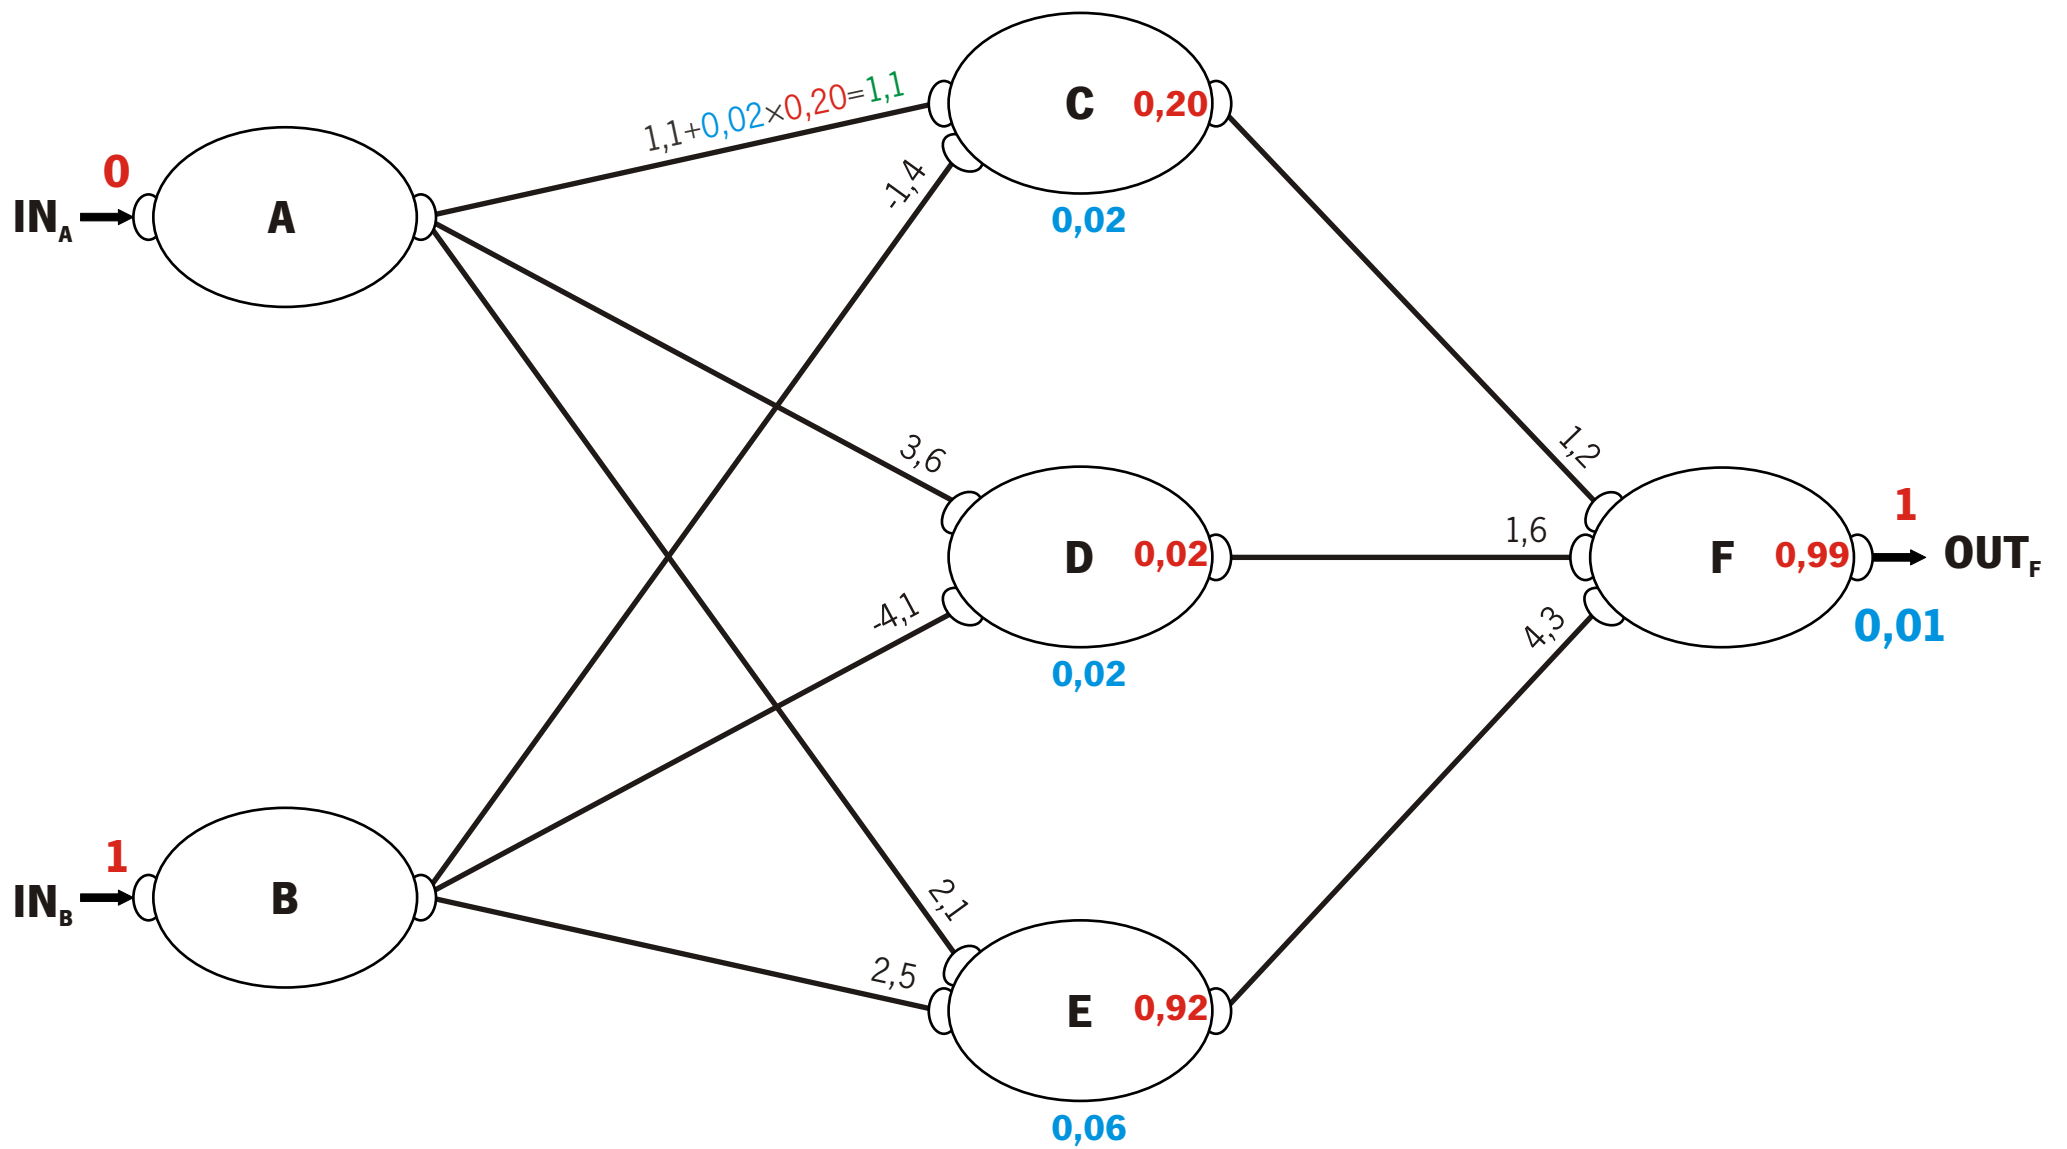 1,1+0,02×0,20=1,1
C
0,20
-1,4
0,02
0
IN_A
A
3,6
1,2
-4,1
D
0,02
0,02
1,6
4,3
F
0,99
1
OUT_F
0,01
1
IN_B
B
2,1
2,5
E
0,92
0,06